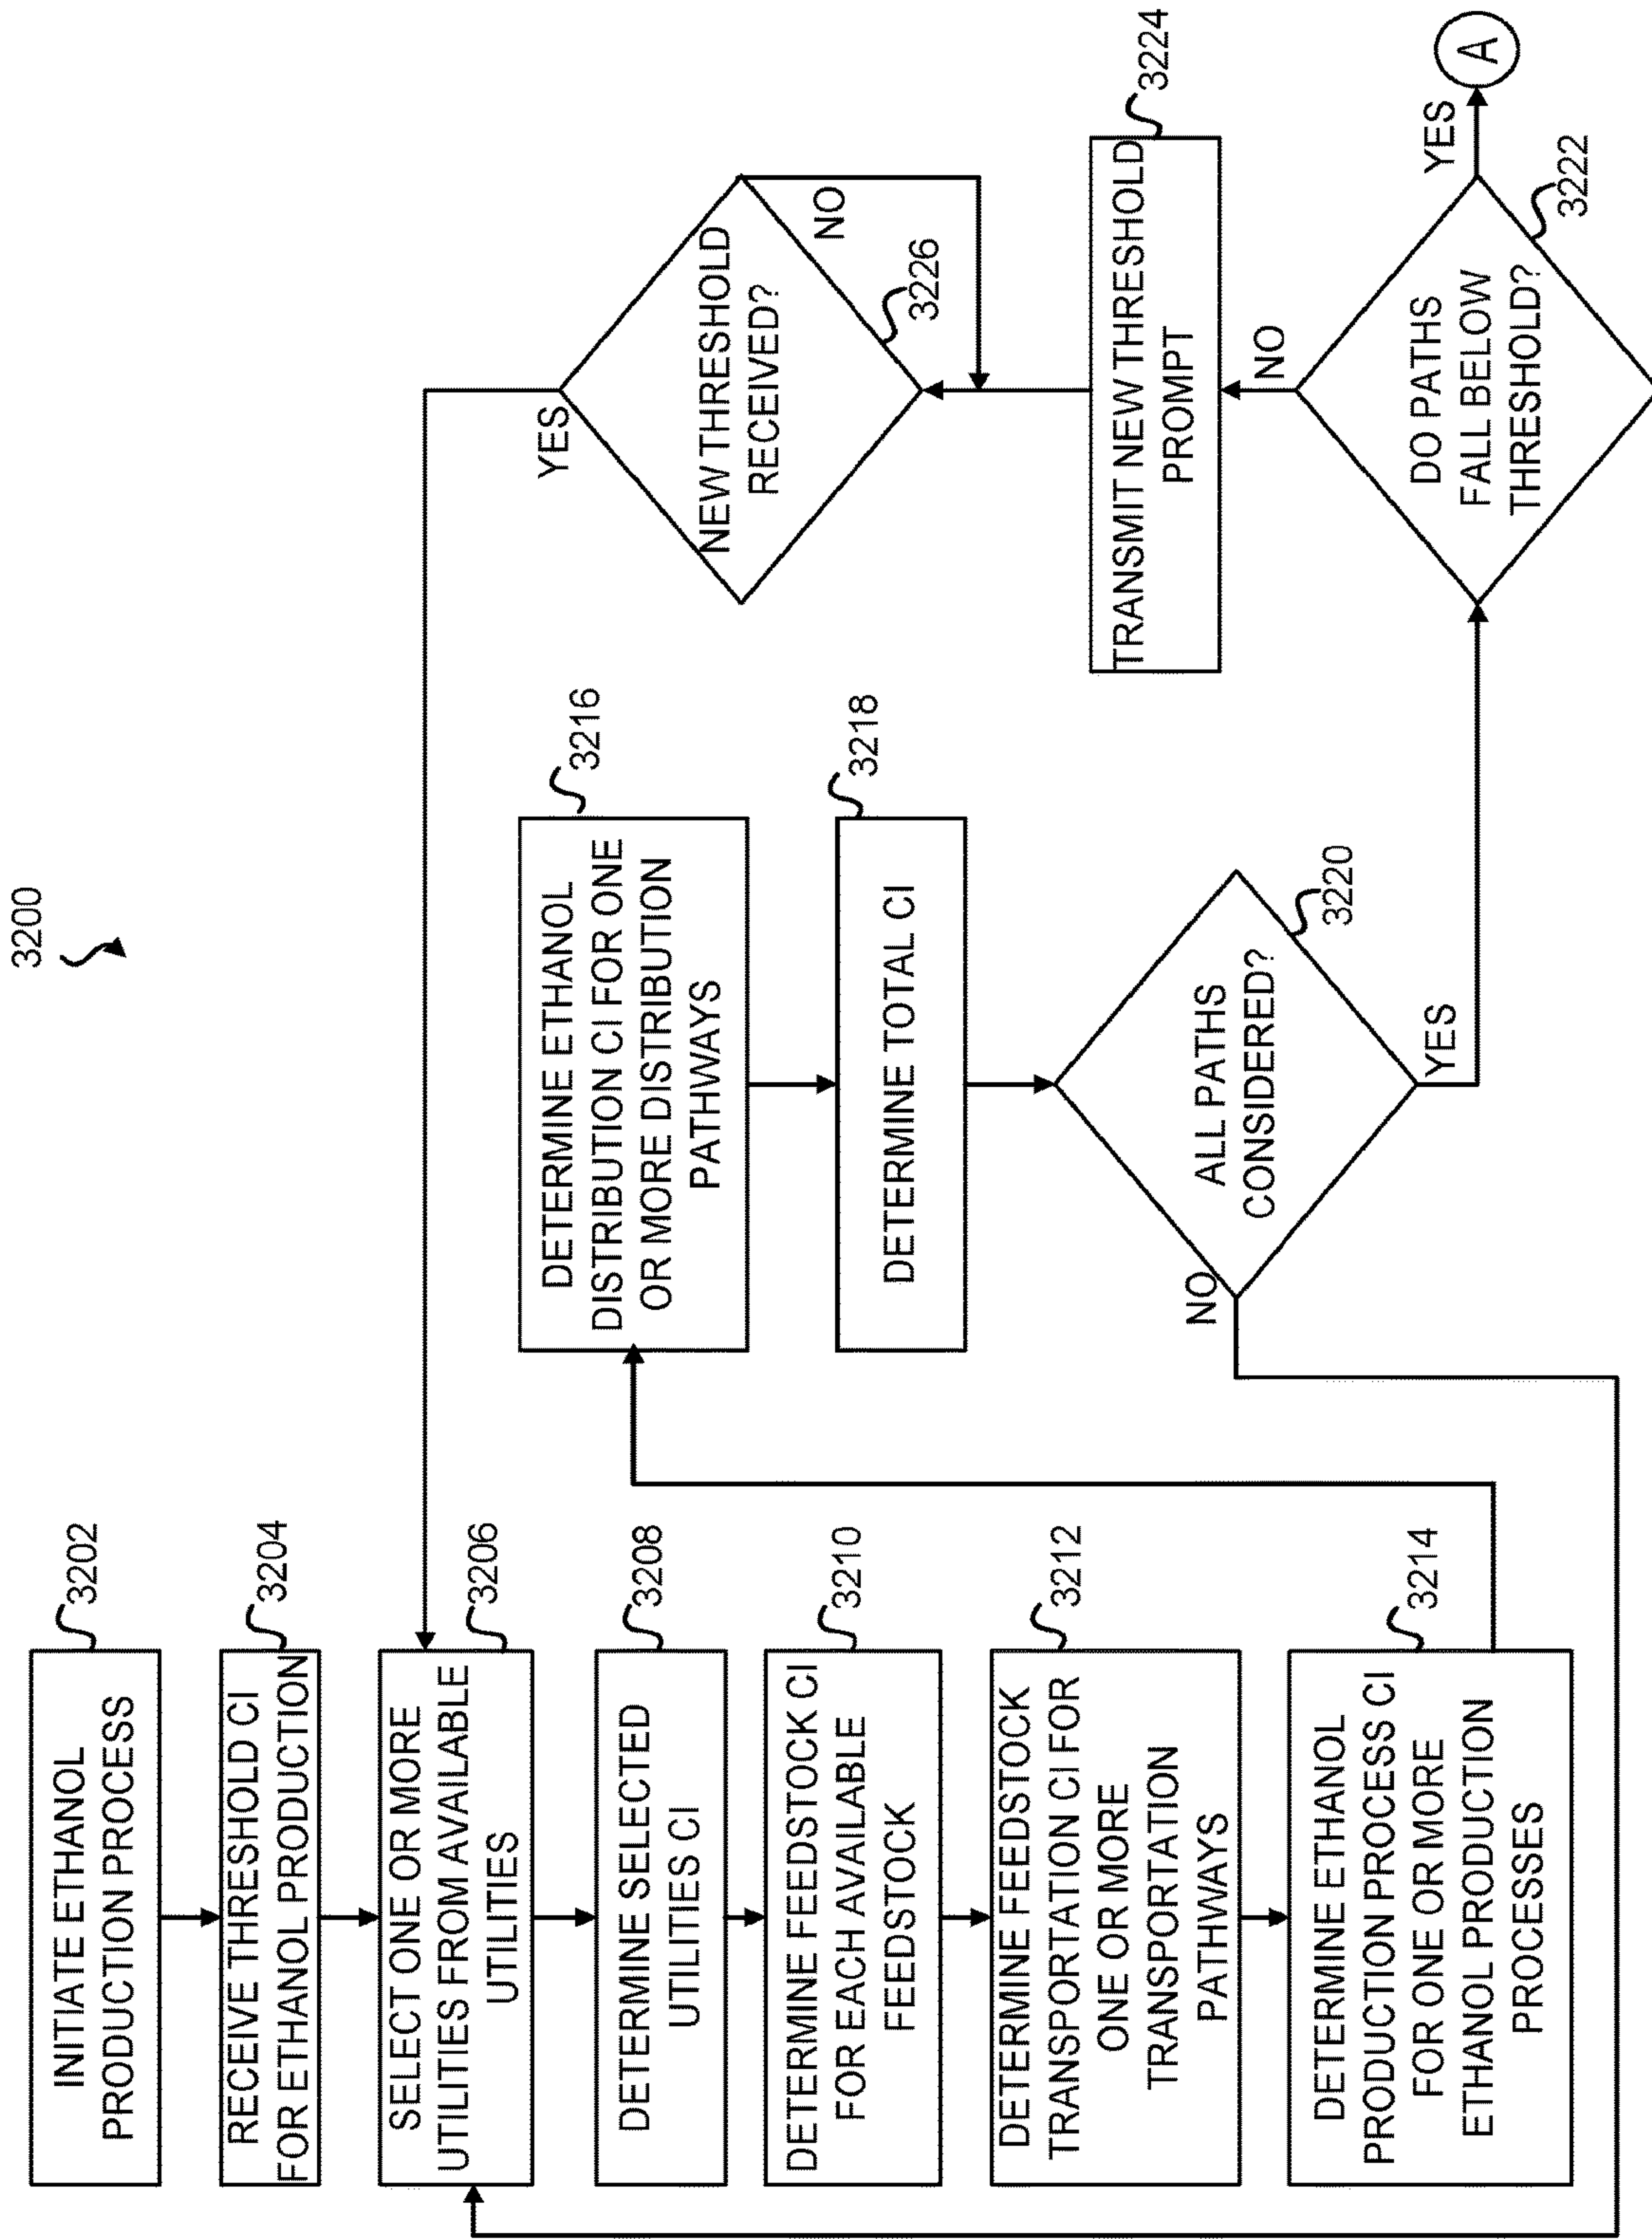 3200
INITIATE ETHANOL
PRODUCTION PROCESS
3202
RECEIVE THRESHOLD CI
FOR ETHANOL PRODUCTION
3204
SELECT ONE OR MORE
UTILITIES FROM AVAILABLE
UTILITIES
3206
DETERMINE SELECTED
UTILITIES CI
3208
DETERMINE FEEDSTOCK CI
FOR EACH AVAILABLE
FEEDSTOCK
3210
DETERMINE FEEDSTOCK
TRANSPORTATION CI FOR
ONE OR MORE
TRANSPORTATION
PATHWAYS
3212
DETERMINE ETHANOL
PRODUCTION PROCESS CI
FOR ONE OR MORE
ETHANOL PRODUCTION
PROCESSES
3214
DETERMINE ETHANOL
DISTRIBUTION CI FOR ONE
OR MORE DISTRIBUTION
PATHWAYS
3216
DETERMINE TOTAL CI
3218
ALL PATHS
CONSIDERED?
3220
NO
YES
DO PATHS
FALL BELOW
THRESHOLD?
3222
NO
YES
A
TRANSMIT NEW THRESHOLD
PROMPT
3224
NEW THRESHOLD
RECEIVED?
3226
YES
NO